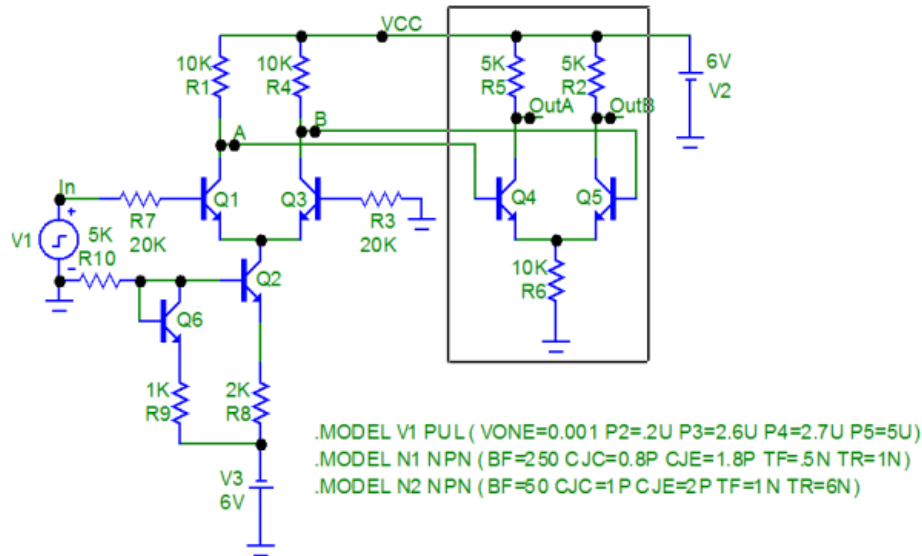 VCC
10K
R1
10K
R4
5K
R5
5K
R2
6V
V2
OutA
OutB
A
B
In
Q1
Q3
Q4
Q5
R7
20K
R3
20K
V1
5K
R10
Q2
10K
R6
Q6
1K
R9
2K
R8
V3
6V
.MODEL V1 PUL ( VONE=0.001 P2=.2U P3=2.6U P4=2.7U P5=5U)
.MODEL N1 NPN ( BF=250 CJC=0.8P CJE=1.8P TF=.5N TR=1N)
.MODEL N2 NPN ( BF=50 CJC=1P CJE=2P TF=1N TR=6N)